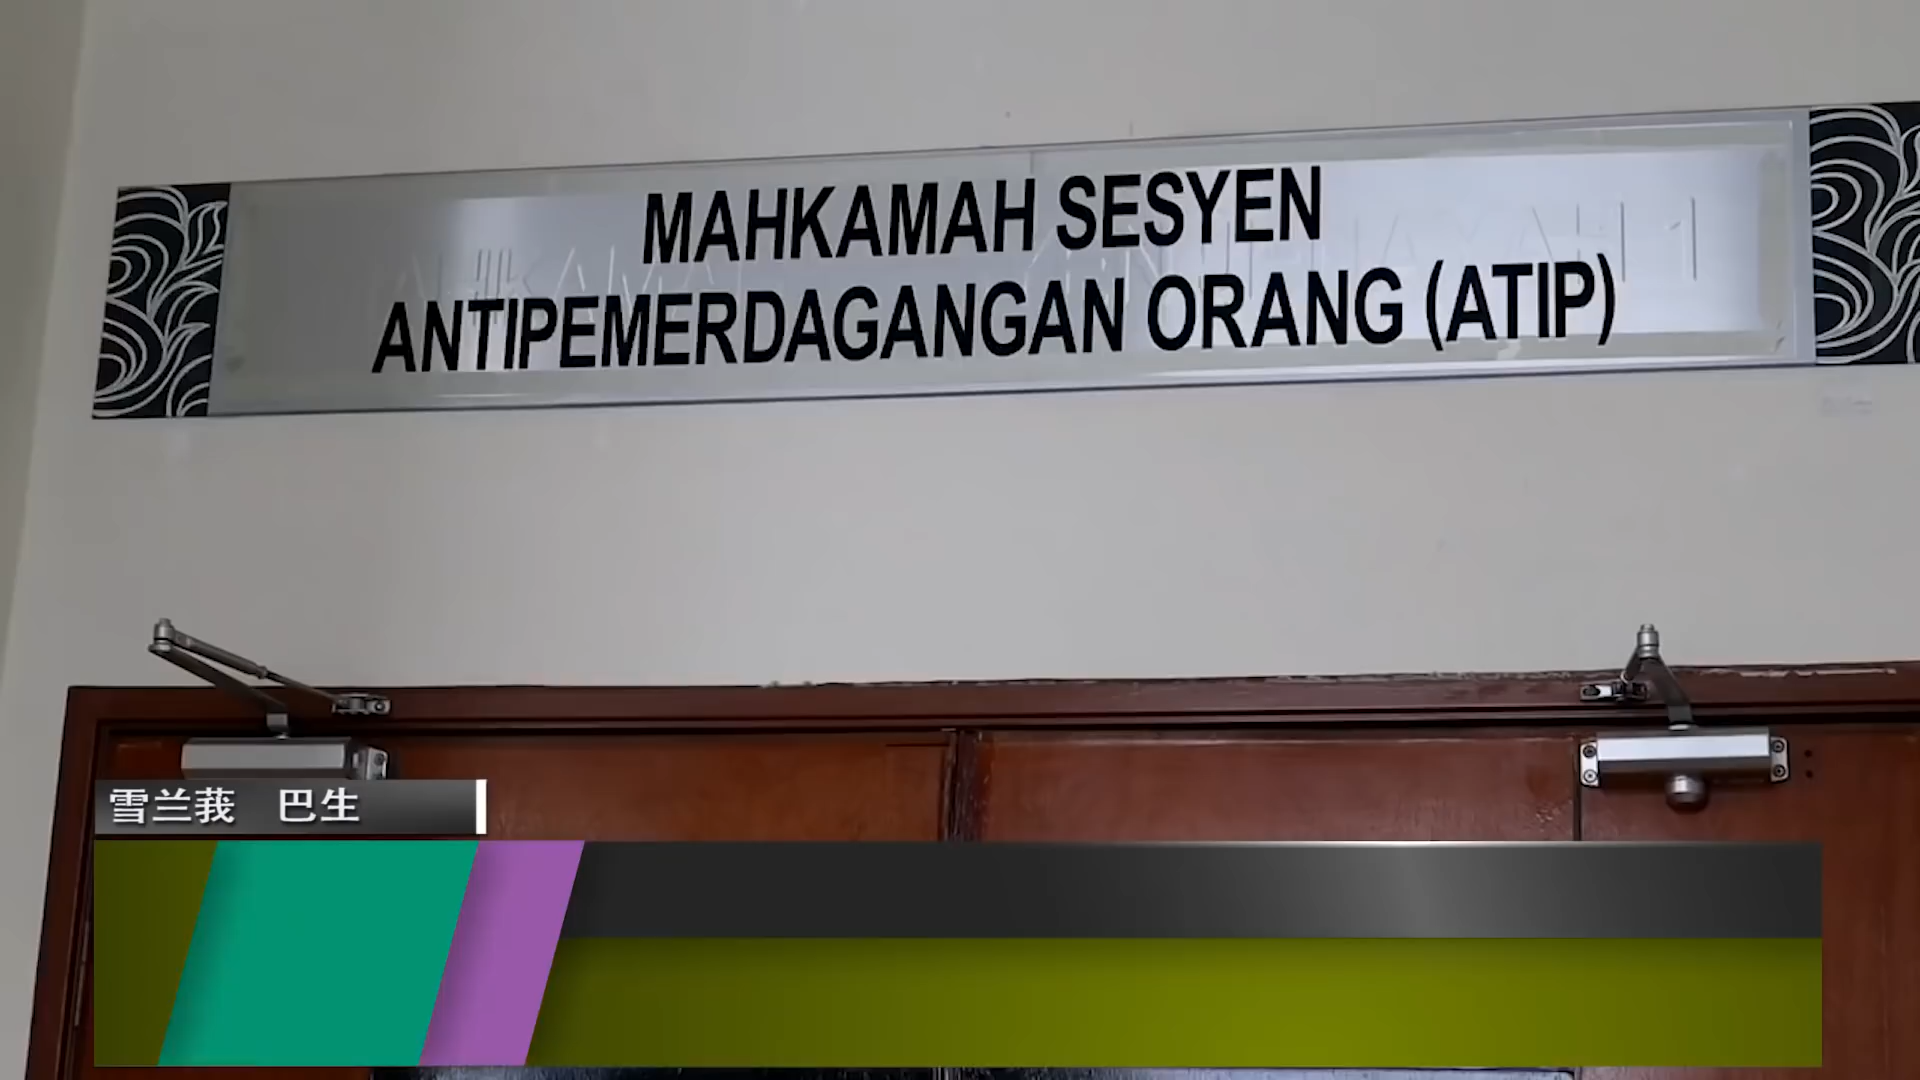 MAHKAMAH SESYEN
ANTIPEMERDAGANGAN ORANG (ATIP)
雪兰莪 巴生